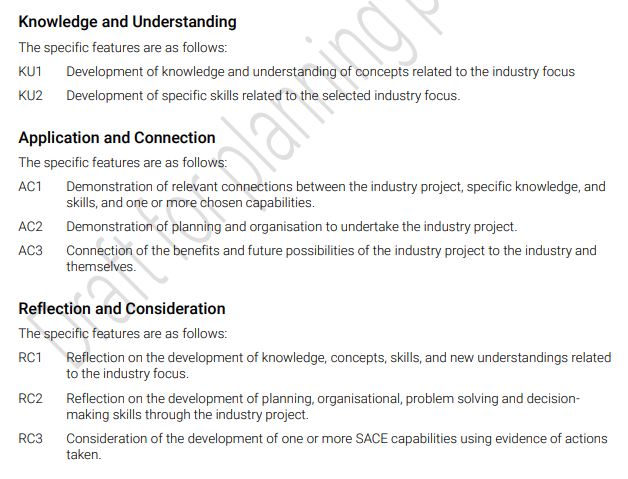 Knowledge and Understanding
The specific features are as follows:
KU1 Development of knowledge and understanding of concepts related to the industry focus
KU2 Development of specific skills related to the selected industry focus.
Application and Connection
The specific features are as follows:
AC1 Demonstration of relevant connections between the industry project, specific knowledge, and
skills, and one or more chosen capabilities.
AC2 Demonstration of planning and organisation to undertake the industry project.
AC3 Connection of the benefits and future possibilities of the industry project to the industry and
themselves.
Reflection and Consideration
The specific features are as follows:
RC1 Reflection on the development of knowledge, concepts, skills, and new understandings related
to the industry focus.
RC2 Reflection on the development of planning, organisational, problem solving and decision-
making skills through the industry project.
RC3 Consideration of the development of one or more SACE capabilities using evidence of actions
taken.
Draft for planning p